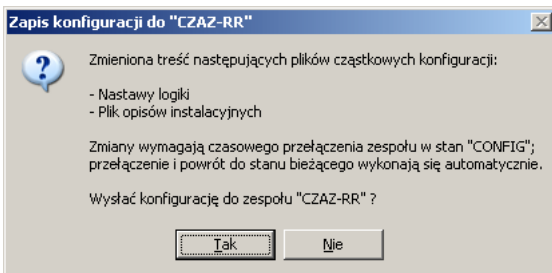 Zapis konfiguracji do "CZAZ-RR"
Zmieniona treść następujących plików cząstkowych konfiguracji:
- Nastawy logiki
- Plik opisów instalacyjnych
Zmiany wymagają czasowego przełączenia zespołu w stan "CONFIG";
przełączenie i powrót do stanu bieżącego wykonają się automatycznie.
Wysłać konfigurację do zespołu "CZAZ-RR" ?
Tak
Nie